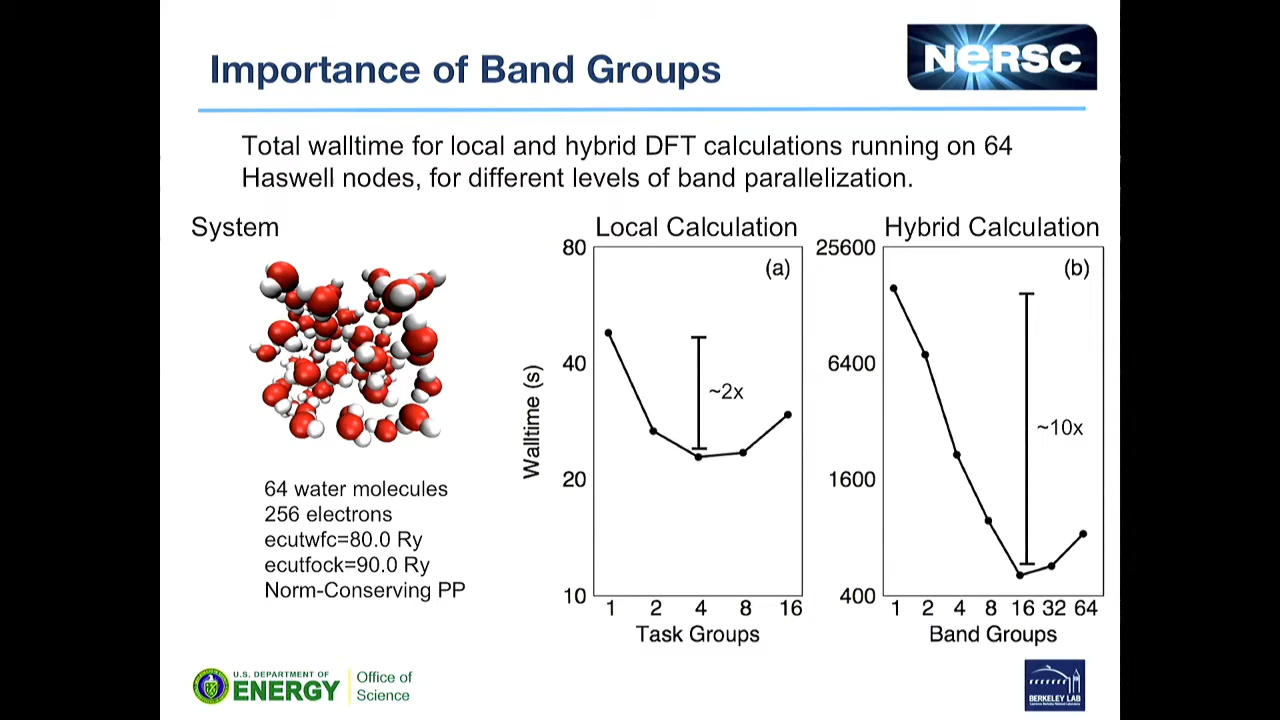 Importance of Band Groups
NERSC
Total walltime for local and hybrid DFT calculations running on 64
Haswell nodes, for different levels of band parallelization.
System
64 water molecules
256 electrons
ecutwfc=80.0 Ry
ecutfock=90.0 Ry
Norm-Conserving PP
Local Calculation
(a)
80
40
20
10
Walltime (s)
~2x
1 2 4 8 16
Task Groups
Hybrid Calculation
(b)
25600
6400
1600
400
~10x
1 2 4 8 16 32 64
Band Groups
U.S. DEPARTMENT OF
ENERGY
Office of
Science
BERKELEY LAB